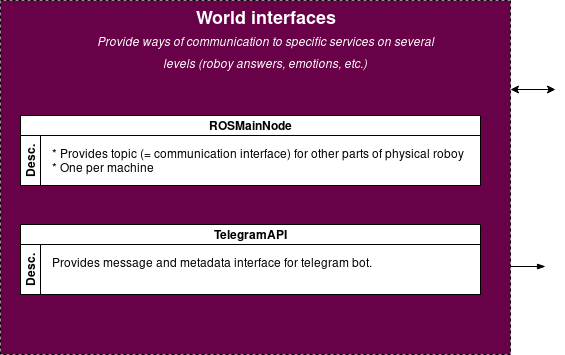 World interfaces
Provide ways of communication to specific services on several
levels (roboy answers, emotions, etc.)
ROSMainNode
Desc.
* Provides topic (= communication interface) for other parts of physical roboy
* One per machine
TelegramAPI
Desc.
Provides message and metadata interface for telegram bot.